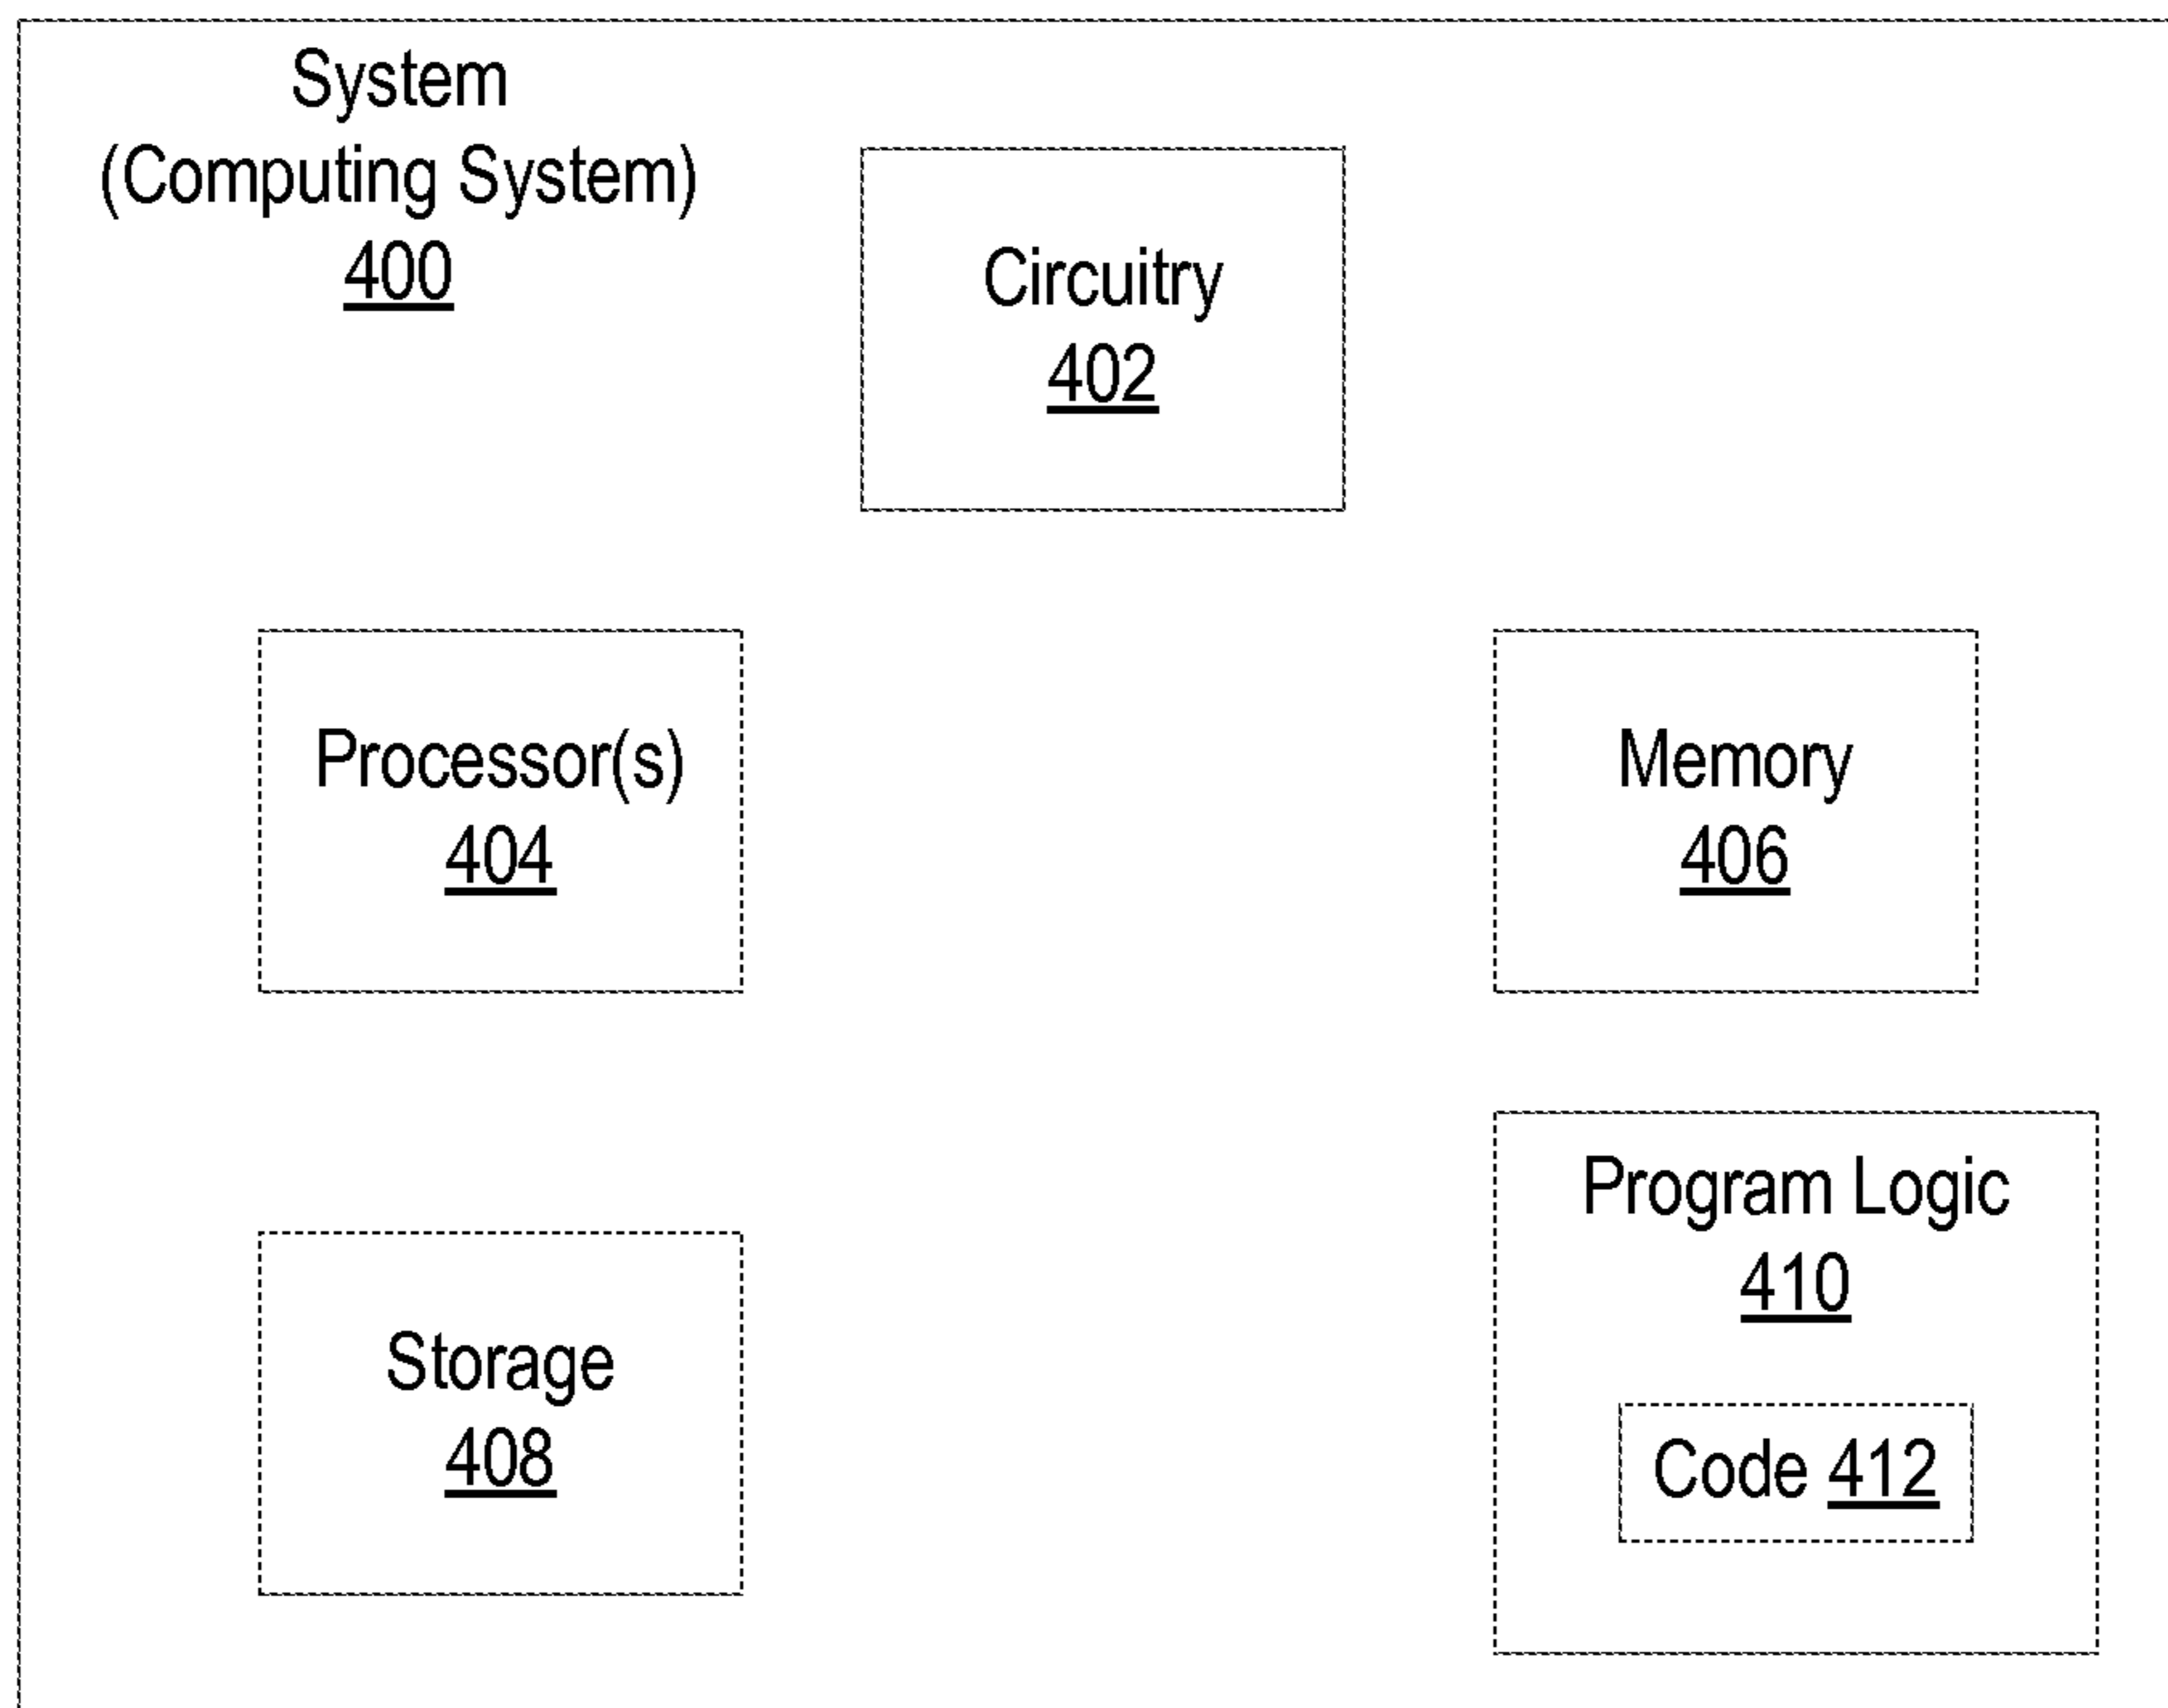 System
(Computing System)
400
Circuitry
402
Processor(s)
404
Memory
406
Storage
408
Program Logic
410
Code 412